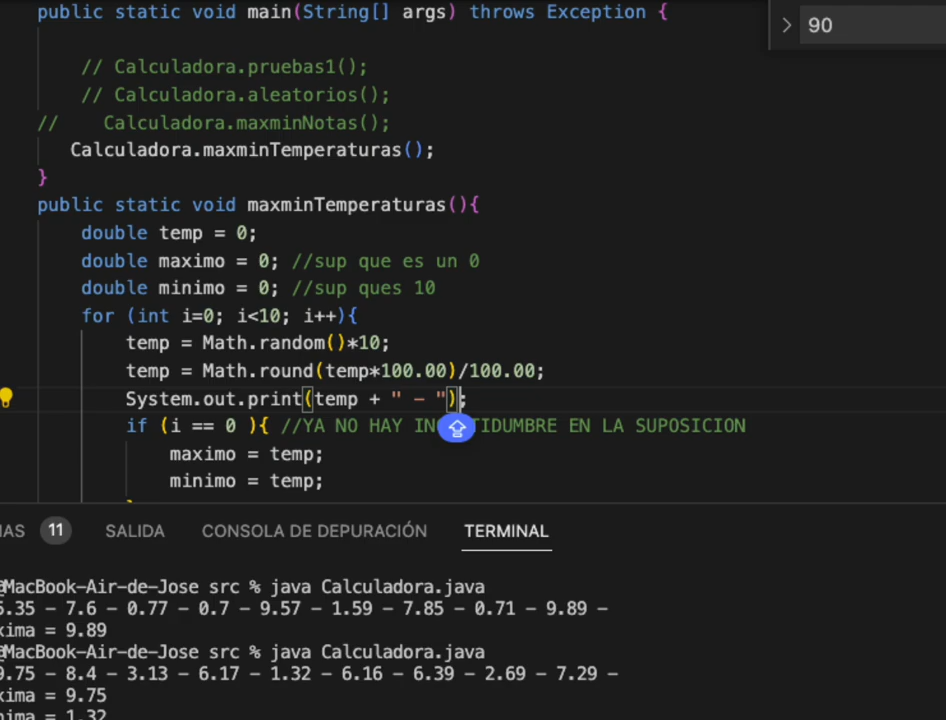 public static void main(String[] args) throws Exception {
90
// Calculadora.pruebas1();
// Calculadora.aleatorios();
// Calculadora.maxminNotas();
Calculadora.maxminTemperaturas();
}
public static void maxminTemperaturas(){
double temp = 0;
double maximo = 0; //sup que es un 0
double minimo = 0; //sup ques 10
for (int i=0; i<10; i++){
temp = Math.random()*10;
temp = Math.round(temp*100.00)/100.00;
System.out.print(temp + " - ");
if (i == 0 ){ //YA NO HAY IN TIDUMBRE EN LA SUPOSICION
maximo = temp;
minimo = temp;
MAS 11 SALIDA CONSOLA DE DEPURACIÓN TERMINAL
@MacBook-Air-de-Jose src % java Calculadora.java
5.35 - 7.6 - 0.77 - 0.7 - 9.57 - 1.59 - 7.85 - 0.71 - 9.89 -
xima = 9.89
@MacBook-Air-de-Jose src % java Calculadora.java
9.75 - 8.4 - 3.13 - 6.17 - 1.32 - 6.16 - 6.39 - 2.69 - 7.29 -
xima = 9.75
nima = 1.32